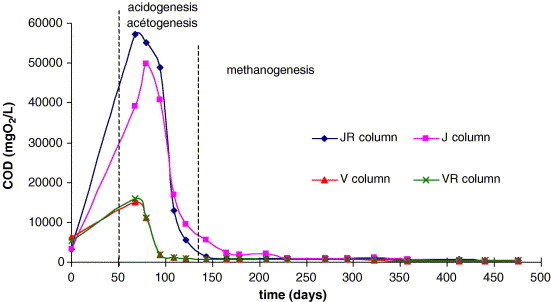 acidogenesis
acétogenesis
methanogenesis
COD (mgO₂/L)
60000
50000
40000
30000
20000
10000
0
JR column
J column
V column
VR column
0 50 100 150 200 250 300 350 400 450 500
time (days)